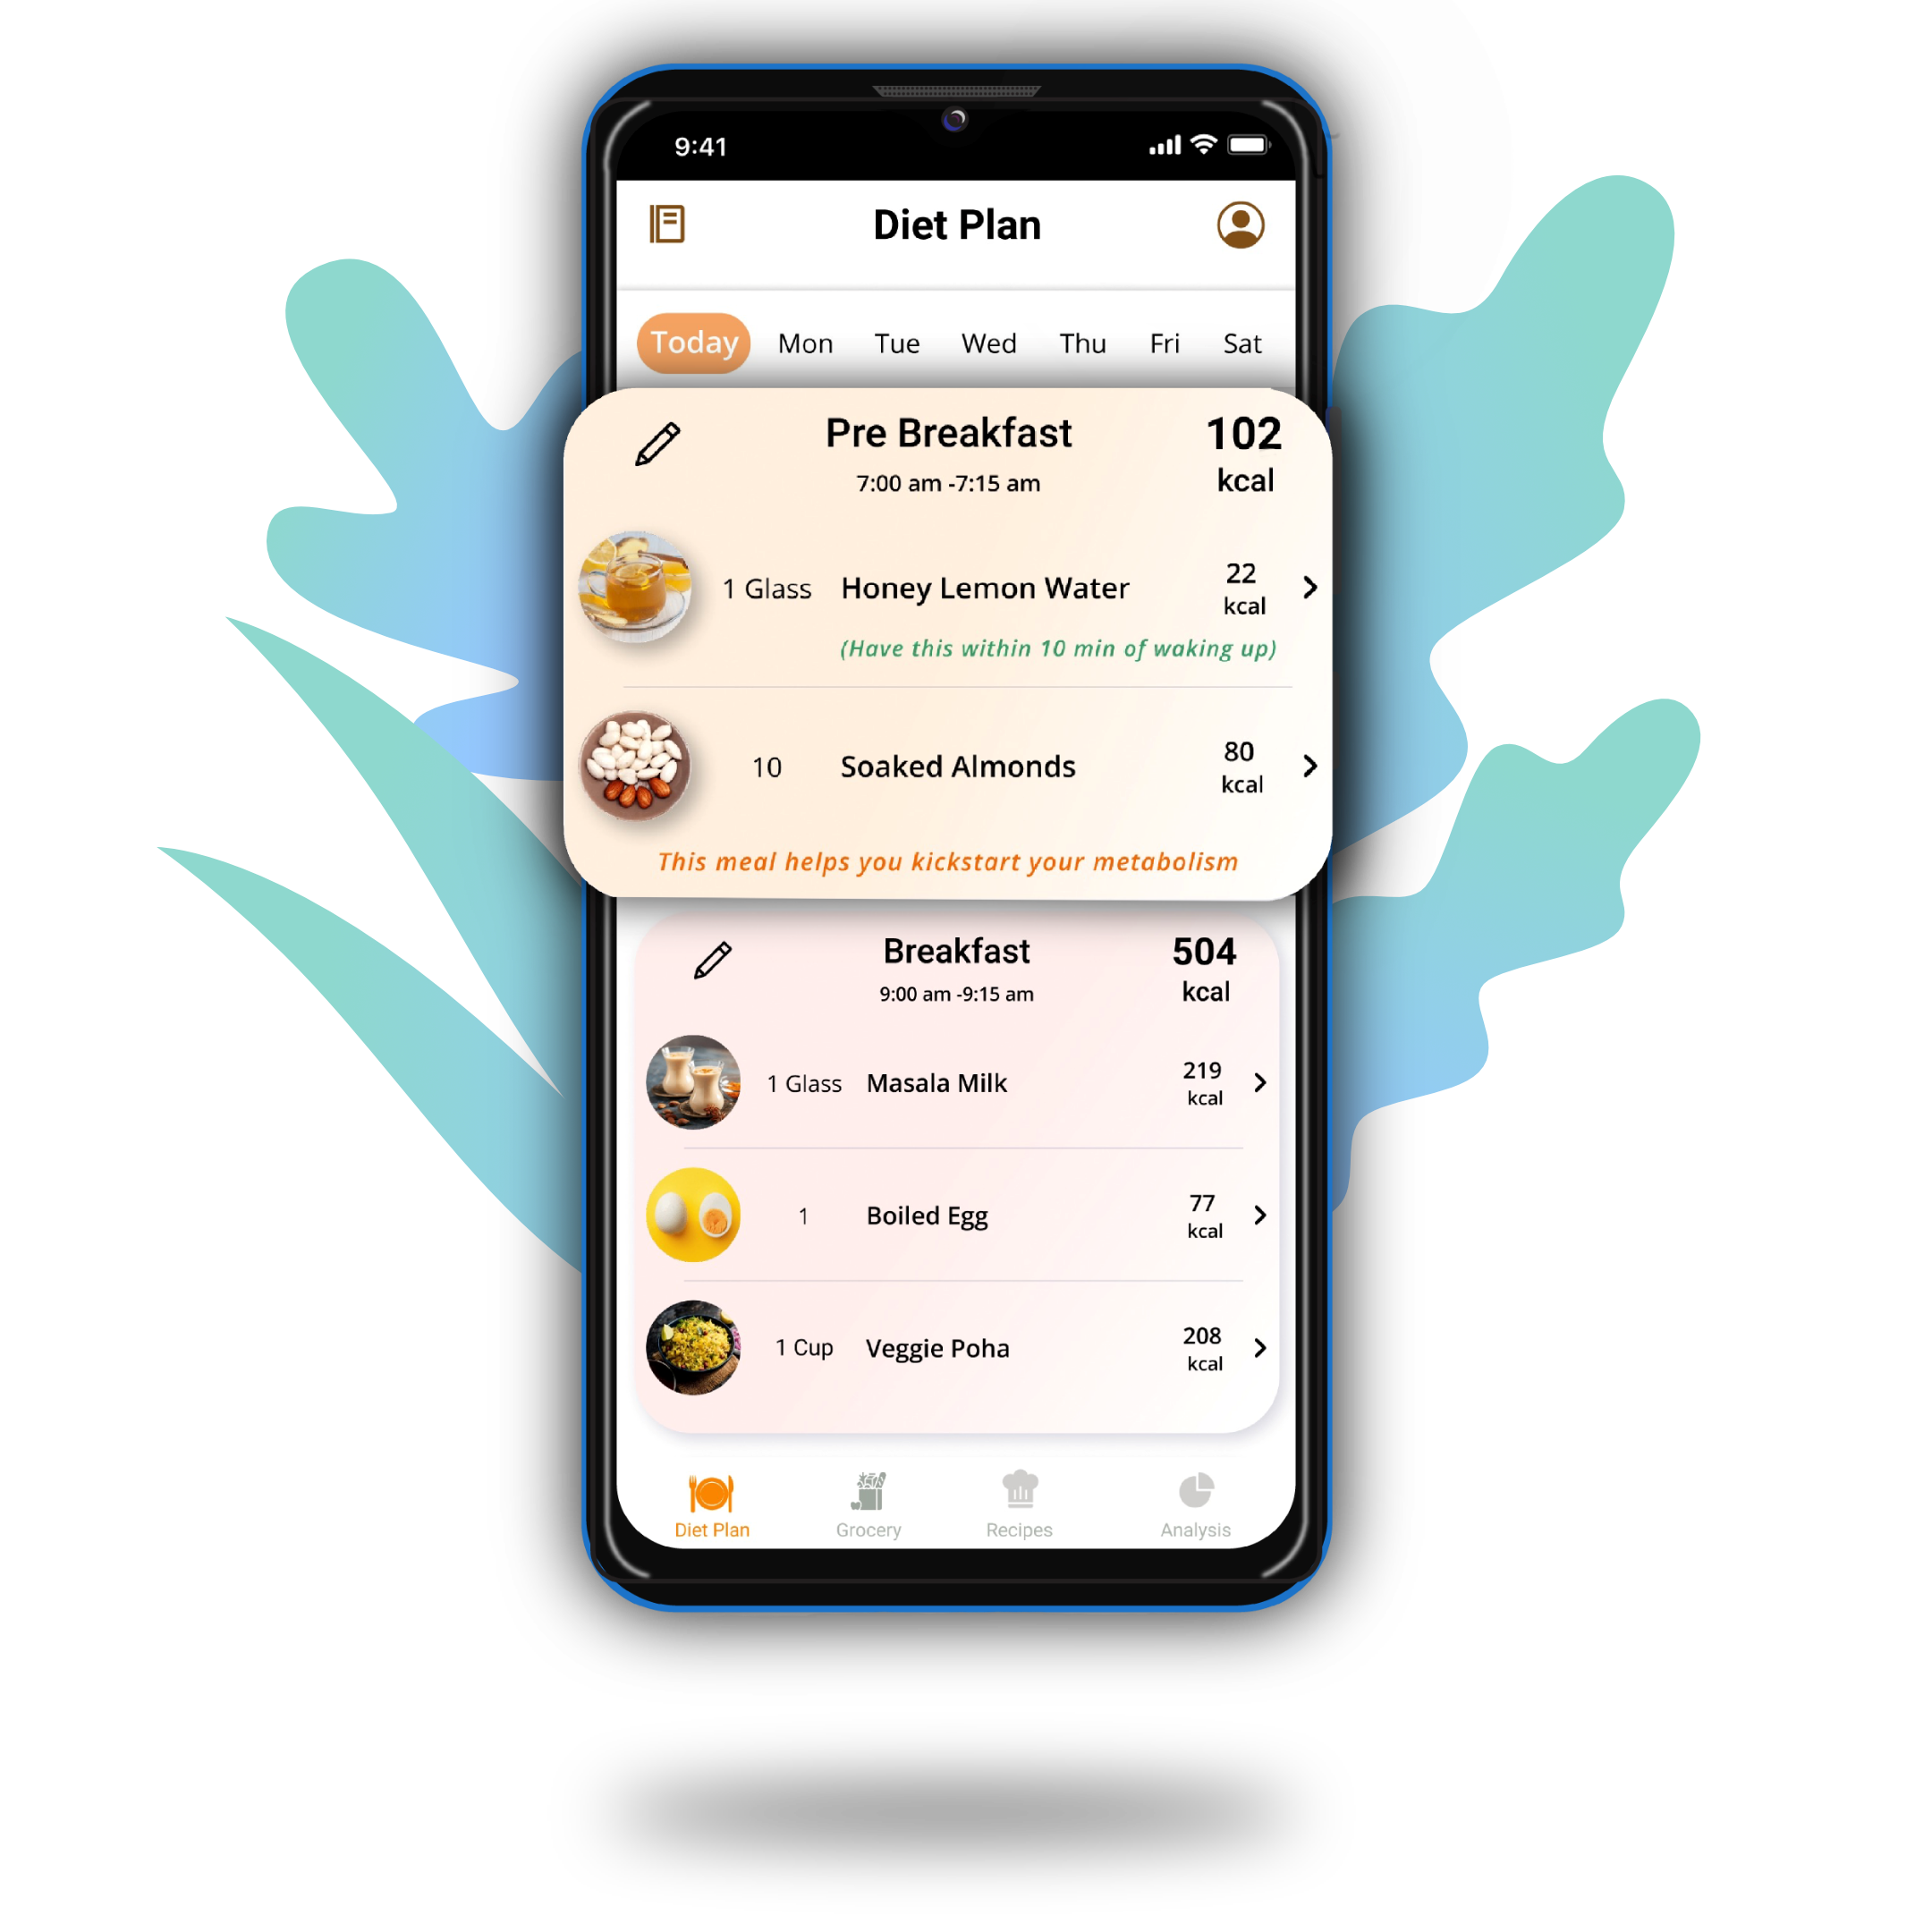 9:41
Diet Plan
Today Mon Tue Wed Thu Fri Sat
Pre Breakfast 102
7:00 am -7:15 am kcal
1 Glass Honey Lemon Water 22
kcal
(Have this within 10 min of waking up)
10 Soaked Almonds 80
kcal
This meal helps you kickstart your metabolism
Breakfast 504
9:00 am -9:15 am kcal
1 Glass Masala Milk 219
kcal
1 Boiled Egg 77
kcal
1 Cup Veggie Poha 208
kcal
Diet Plan Grocery Recipes Analysis